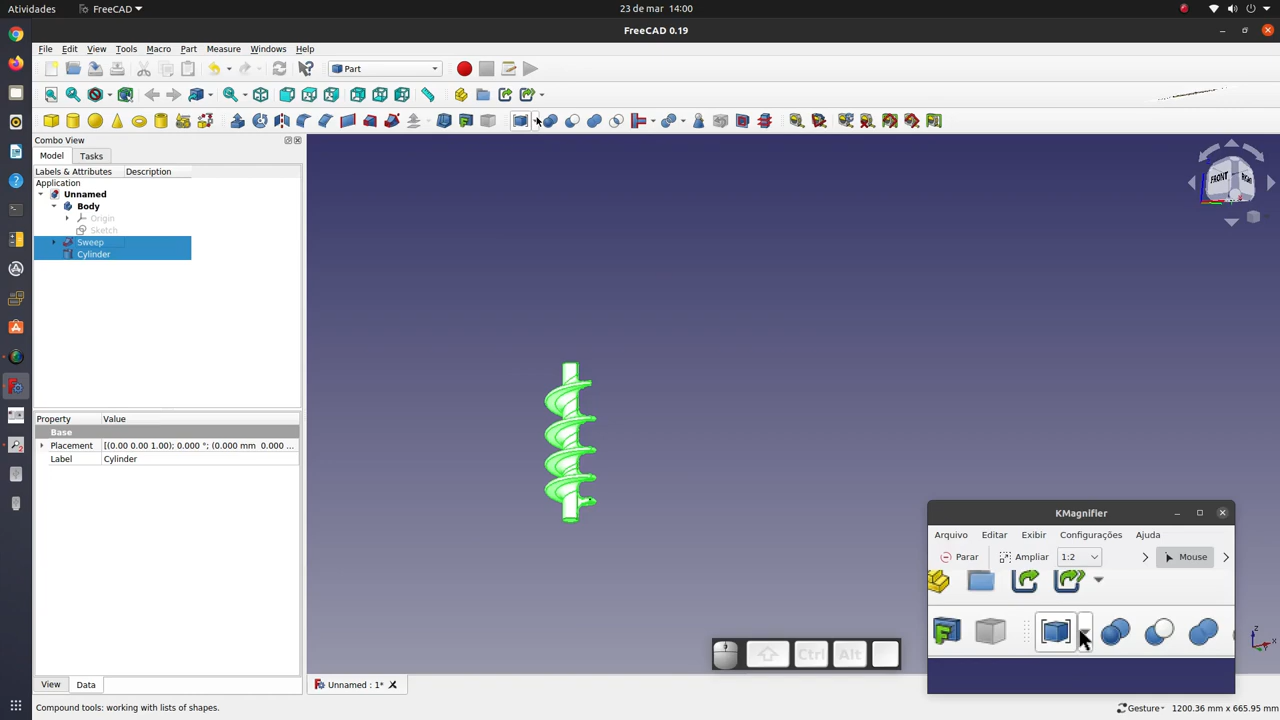 Atividades
FreeCAD
23 de mar 14:00
FreeCAD 0.19
File Edit View Tools Macro Part Measure Windows Help
Part
Combo View
Model Tasks
Labels & Attributes Description
Application
Unnamed
Body
Origin
Sketch
Sweep
Cylinder
FRONT
RIGHT
Property Value
Base
Placement [(0.00 0.00 1.00); 0.000 °; (0.000 mm 0.000 ...
Label Cylinder
KMagnifier
Arquivo Editar Exibir Configurações Ajuda
Parar Ampliar 1:2 Mouse
Ctrl Alt
View Data
Unnamed : 1*
Compound tools: working with lists of shapes.
Gesture 1200.36 mm x 665.95 mm